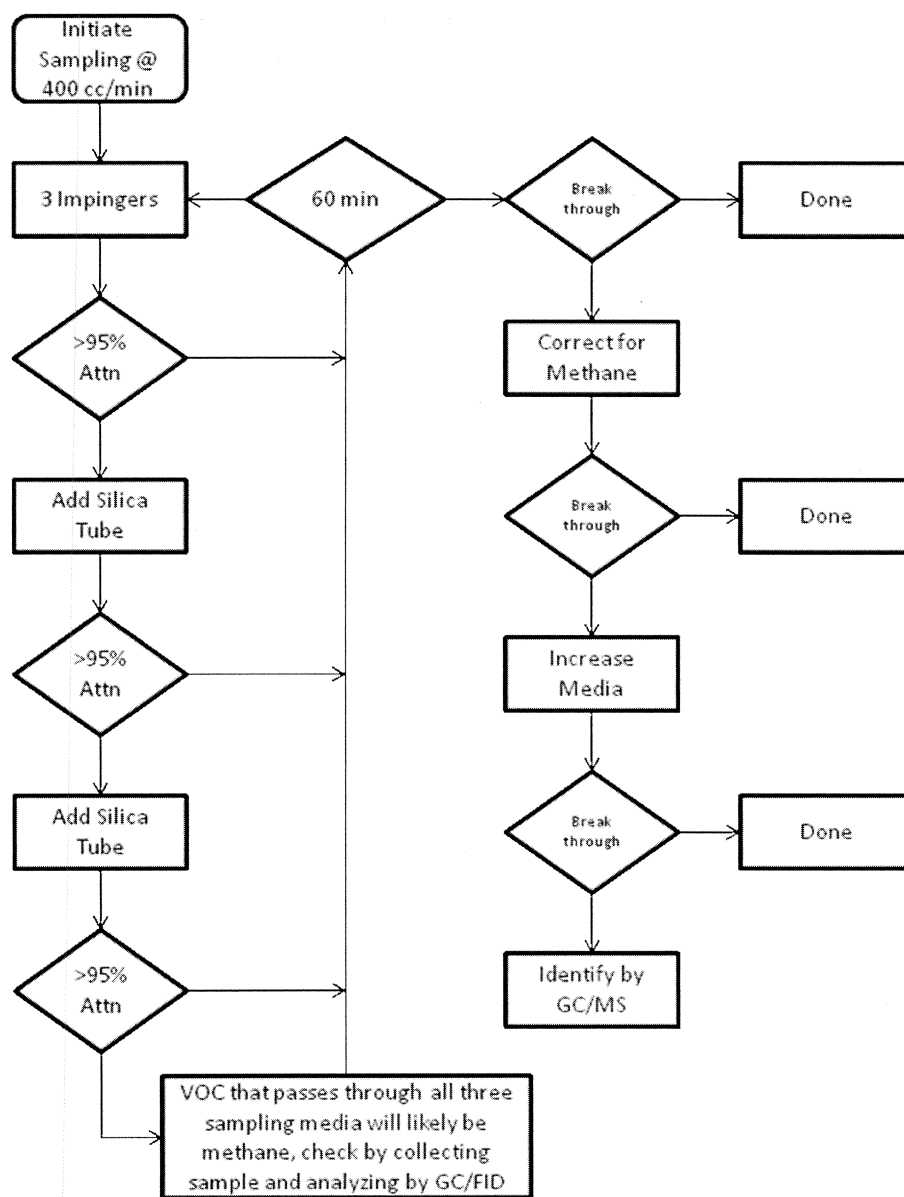 Initiate
Sampling @
400 cc/min
3 Impingers
60 min
Break
through
Done
>95%
Attn
Correct for
Methane
Add Silica
Tube
Break
through
Done
>95%
Attn
Increase
Media
Add Silica
Tube
Break
through
Done
>95%
Attn
Identify by
GC/MS
VOC that passes through all three
sampling media will likely be
methane, check by collecting
sample and analyzing by GC/FID